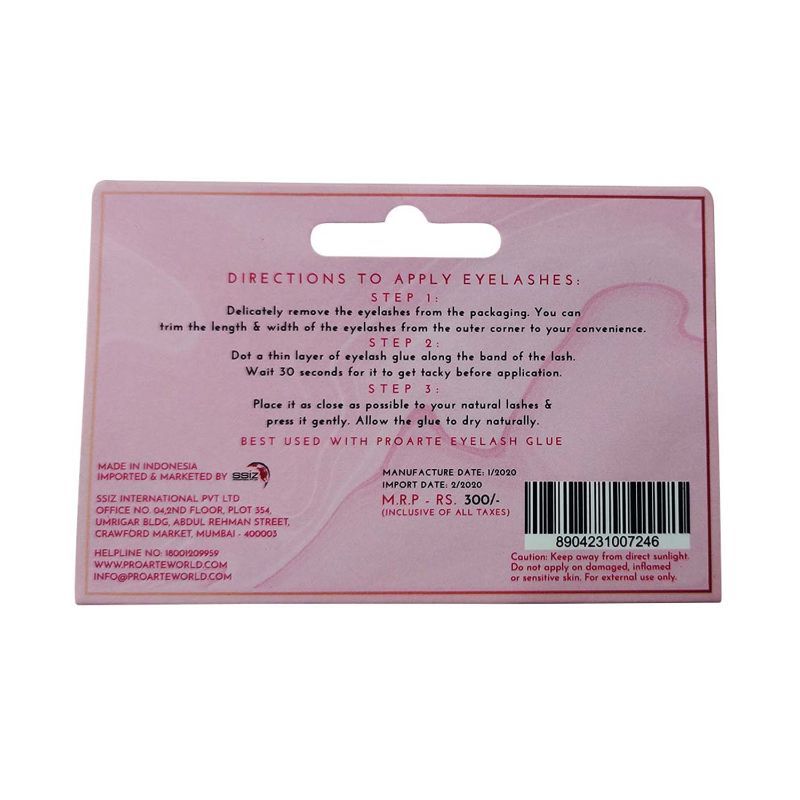 DIRECTIONS TO APPLY EYELASHES:
STEP 1:
Delicately remove the eyelashes from the packaging. You can
trim the length & width of the eyelashes from the outer corner to your convenience.
STEP 2:
Dot a thin layer of eyelash glue along the band of the lash.
Wait 30 seconds for it to get tacky before application.
STEP 3:
Place it as close as possible to your natural lashes &
press it gently. Allow the glue to dry naturally.
BEST USED WITH PROARTE EYELASH GLUE
MADE IN INDONESIA
IMPORTED & MARKETED BY SSIZ
SSIZ INTERNATIONAL PVT LTD
OFFICE NO. 04,2ND FLOOR, PLOT 354,
UMRIGAR BLDG, ABDUL REHMAN STREET,
CRAWFORD MARKET, MUMBAI - 400003
HELPLINE NO: 18001209959
WWW.PROARTEWORLD.COM
INFO@PROARTEWORLD.COM
MANUFACTURE DATE: 1/2020
IMPORT DATE: 2/2020
M.R.P - RS. 300/-
(INCLUSIVE OF ALL TAXES)
8904231007246
Caution: Keep away from direct sunlight.
Do not apply on damaged, inflamed
or sensitive skin. For external use only.